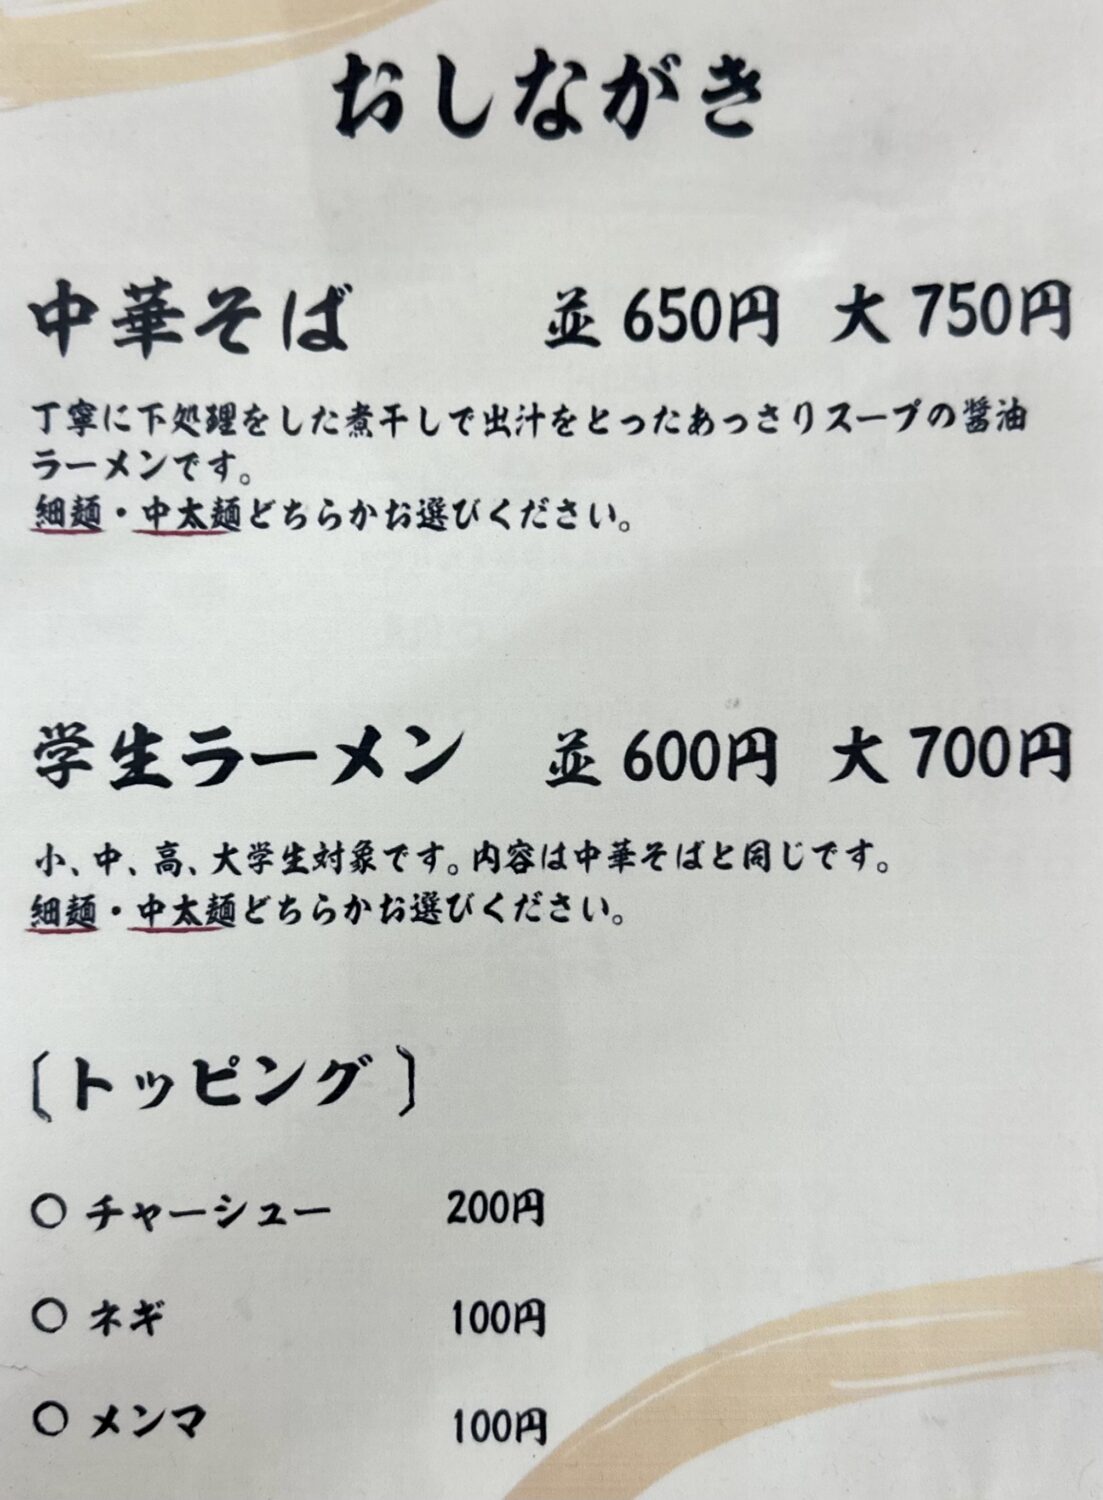 おしながき
中華そば 並 650円 大 750円
丁寧に下処理をした煮干しで出汁をとったあっさりスープの醤油
ラーメンです。
細麺・中太麺どちらかお選びください。
学生ラーメン 並 600円 大 700円
小、中、高、大学生対象です。内容は中華そばと同じです。
細麺・中太麺どちらかお選びください。
〔トッピング〕
○ チャーシュー 200円
○ ネギ 100円
○ メンマ 100円